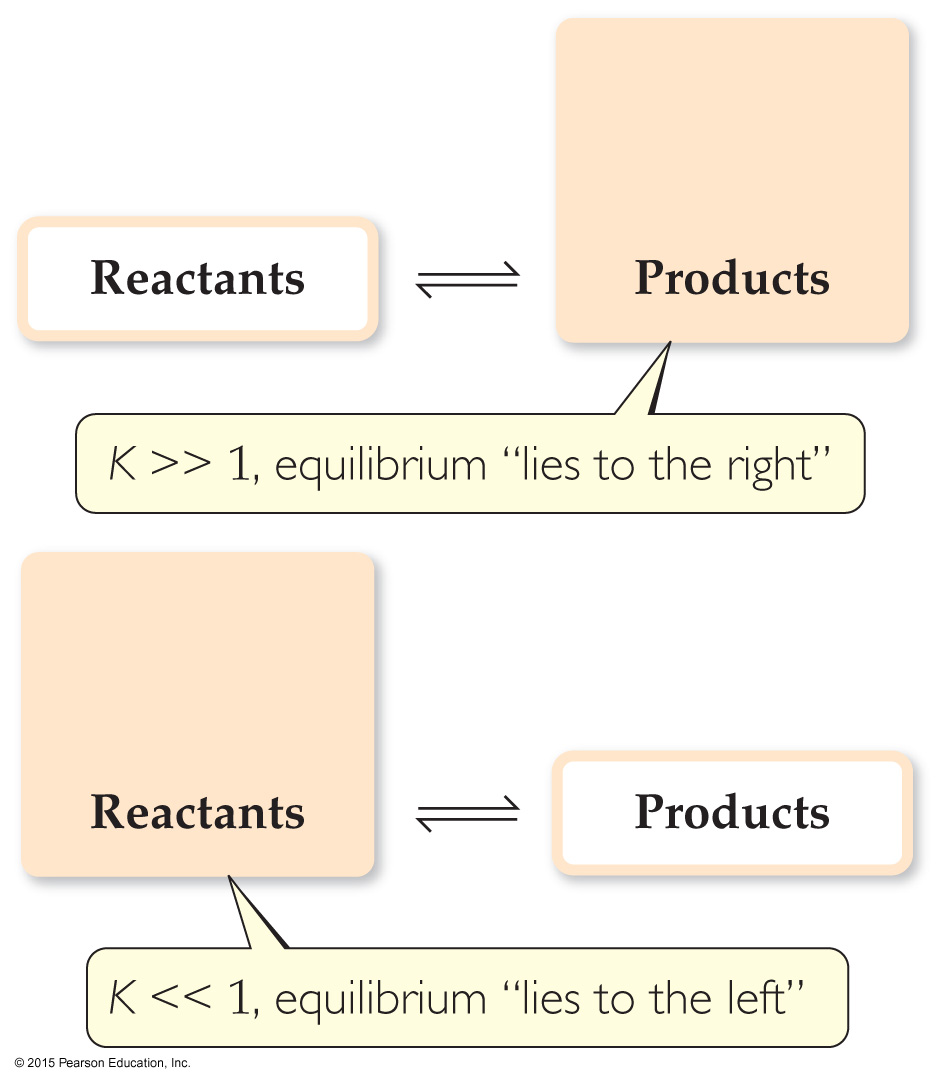 Reactants ⇌ Products
K >> 1, equilibrium “lies to the right”
Reactants ⇌ Products
K << 1, equilibrium “lies to the left”
© 2015 Pearson Education, Inc.